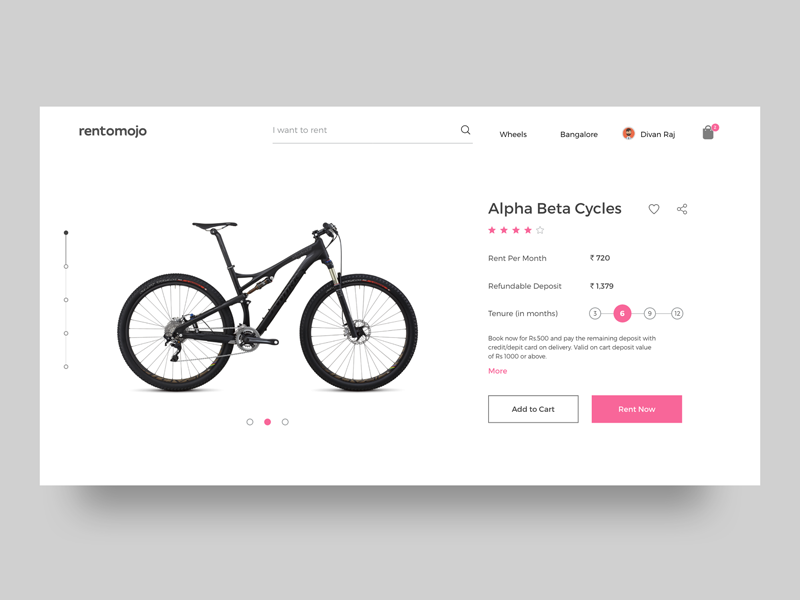 rentomojo
I want to rent
Wheels
Bangalore
Divan Raj
Alpha Beta Cycles
Rent Per Month
₹ 720
Refundable Deposit
₹ 1,379
Tenure (in months)
3
6
9
12
Book now for Rs.500 and pay the remaining deposit with
credit/depit card on delivery. Valid on cart deposit value
of Rs 1000 or above.
More
Add to Cart
Rent Now